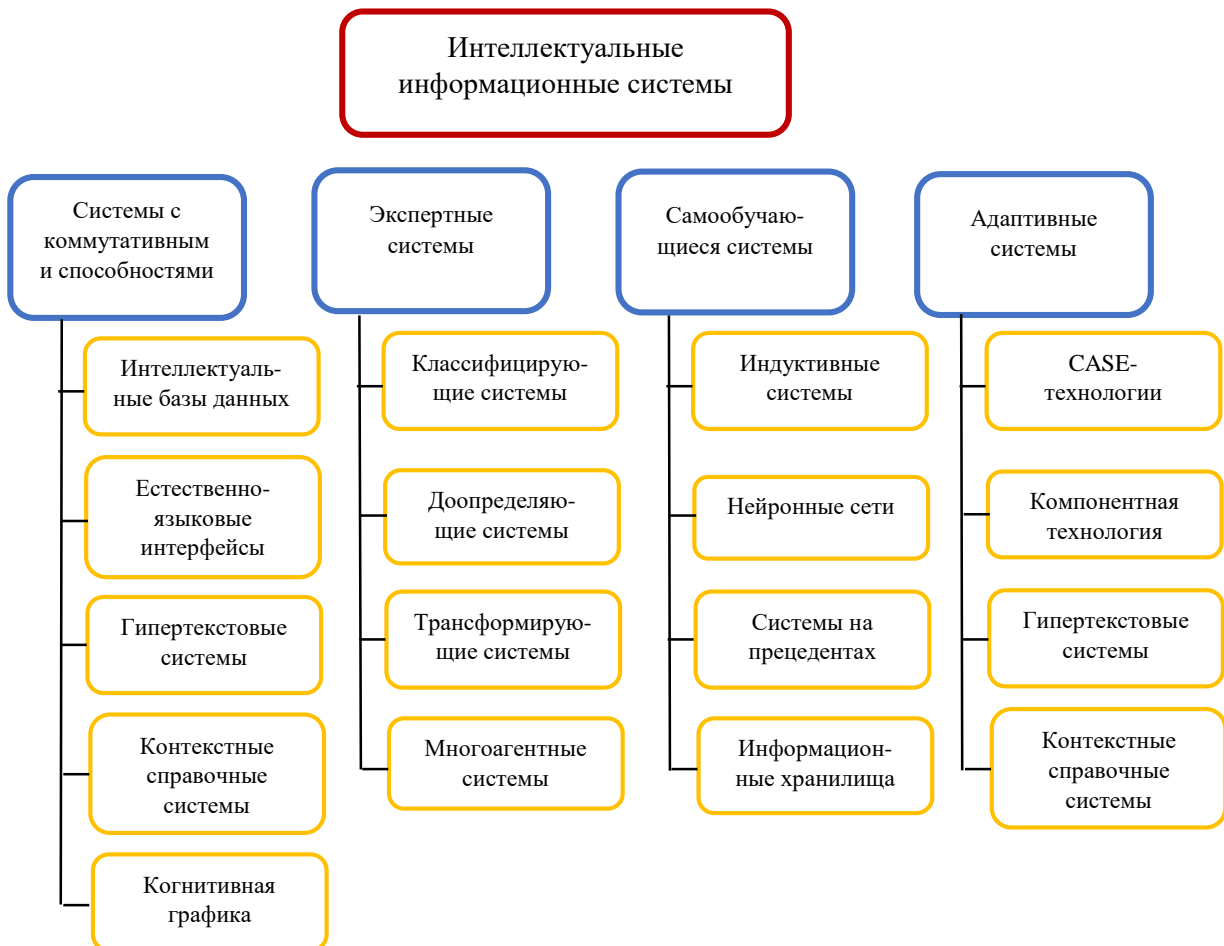 Интеллектуальные
информационные системы
Системы с
коммутативным
и способностями
Экспертные
системы
Самообучаю-
щиеся системы
Адаптивные
системы
Интеллектуаль-
ные базы данных
Естественно-
языковые
интерфейсы
Гипертекстовые
системы
Контекстные
справочные
системы
Когнитивная
графика
Классифицирую-
щие системы
Доопределяю-
щие системы
Трансформирую-
щие системы
Многоагентные
системы
Индуктивные
системы
Нейронные сети
Системы на
прецедентах
Информацион-
ные хранилища
CASE-
технологии
Компонентная
технология
Гипертекстовые
системы
Контекстные
справочные
системы